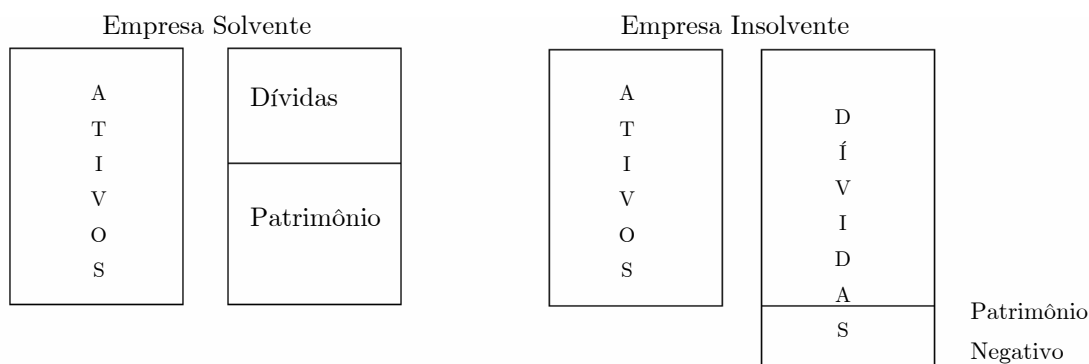 Empresa Solvente
A
T
I
V
O
S
Dívidas
Patrimônio
Empresa Insolvente
A
T
I
V
O
S
D
Í
V
I
D
A
S
Patrimônio
Negativo